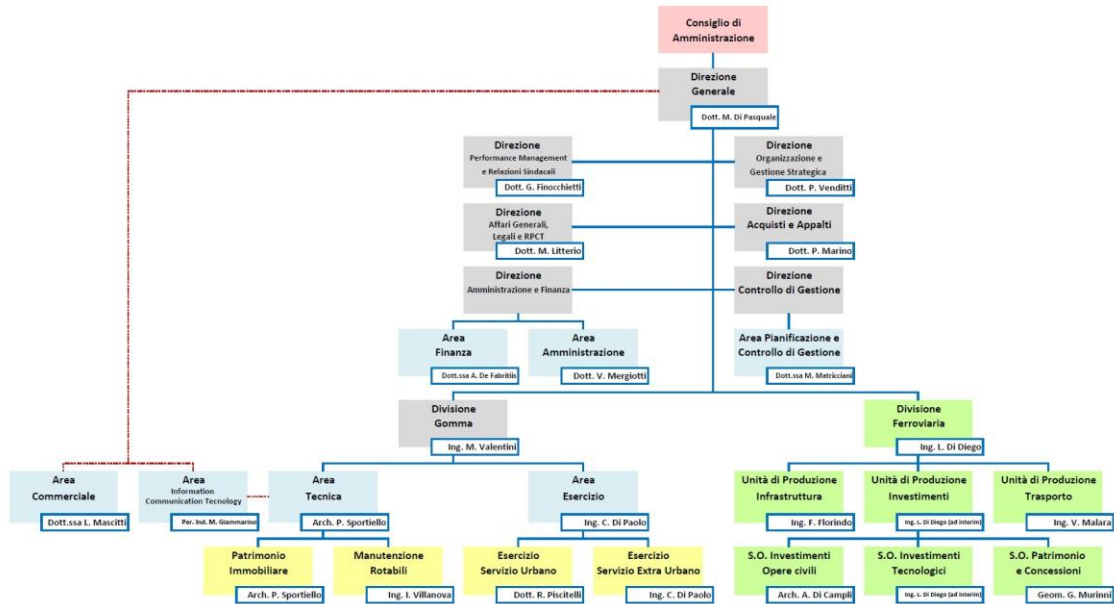 Consiglio di
Amministrazione
Direzione
Generale
Dott. M. Di Pasquale
Direzione
Performance Management
e Relazioni Sindacali
Dott. G. Finocchietti
Direzione
Organizzazione e
Gestione Strategica
Dott. P. Venditti
Direzione
Affari Generali,
Legali e RPCT
Dott. M. Litterio
Direzione
Acquisti e Appalti
Dott. P. Marino
Direzione
Amministrazione e Finanza
Direzione
Controllo di Gestione
Area
Finanza
Dott.ssa A. De Fabritiis
Area
Amministrazione
Dott. V. Mergiotti
Area Pianificazione e
Controllo di Gestione
Dott.ssa M. Matricciani
Divisione
Gomma
Ing. M. Valentini
Divisione
Ferroviaria
Ing. L. Di Diego
Area
Commerciale
Dott.ssa L. Mascitti
Area
Information
Communication Tecnology
Per. Ind. M. Giammarino
Area
Tecnica
Arch. P. Sportiello
Area
Esercizio
Ing. C. Di Paolo
Unità di Produzione
Infrastruttura
Ing. F. Florindo
Unità di Produzione
Investimenti
Ing. L. Di Diego (ad interim)
Unità di Produzione
Trasporto
Ing. V. Malara
Patrimonio
Immobiliare
Arch. P. Sportiello
Manutenzione
Rotabili
Ing. I. Villanova
Esercizio
Servizio Urbano
Dott. R. Piscitelli
Esercizio
Servizio Extra Urbano
Ing. C. Di Paolo
S.O. Investimenti
Opere civili
Arch. A. Di Campli
S.O. Investimenti
Tecnologici
Ing. L. Di Diego (ad interim)
S.O. Patrimonio
e Concessioni
Geom. G. Murinni